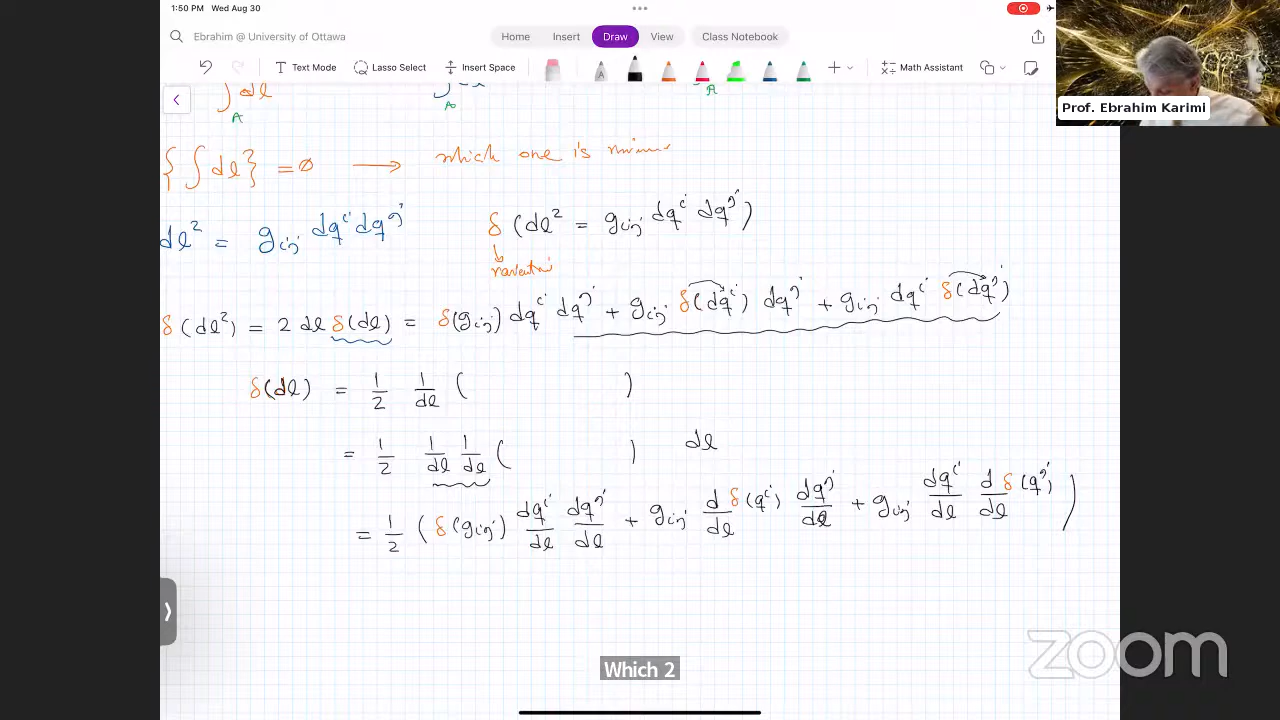 1:50 PM Wed Aug 30
Ebrahim @ University of Ottawa
Home Insert Draw View Class Notebook
Text Mode Lasso Select Insert Space Math Assistant
Prof. Ebrahim Karimi
A A₀ A
{∫ dl} = ∅ → which one is
dl² = g_ij dq^i dq^j
δ (dl² = g_ij dq^i dq^j)
δ (dl²) = 2 dl δ(dl) = δ(g_ij) dq^i dq^j + g_ij δ(dq^i) dq^j + g_ij dq^i δ(dq^j)
δ(dl) = 1/2 1/dl ( )
= 1/2 1/dl 1/dl ( ) dl
= 1/2 ( δ(g_ij) dq^i/dl dq^j/dl + g_ij d/dl δ(q^i) dq^j/dl + g_ij dq^i/dl d/dl δ(q^j) )
zoom
Which 2